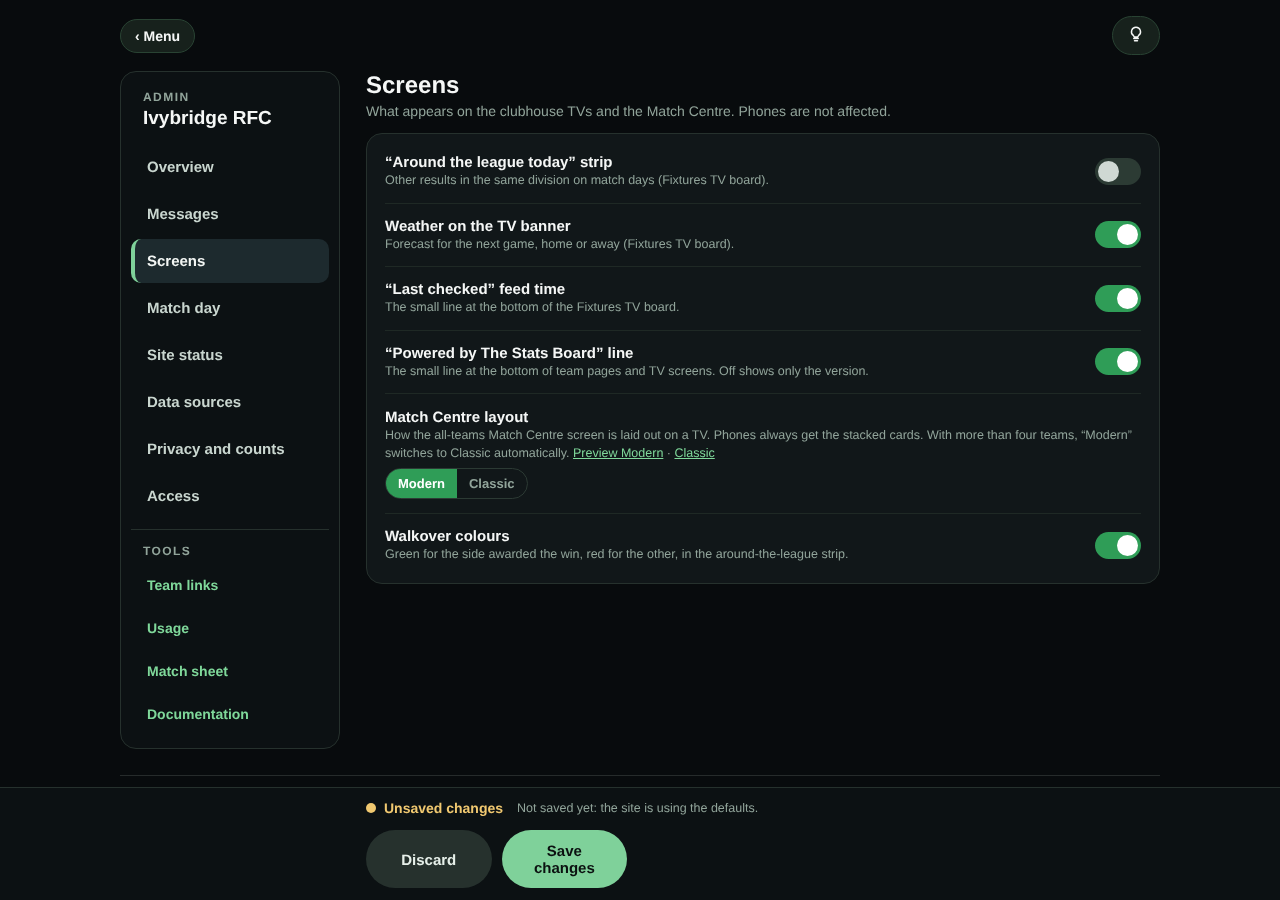 ‹ Menu
ADMIN
Ivybridge RFC
Overview
Messages
Screens
Match day
Site status
Data sources
Privacy and counts
Access
TOOLS
Team links
Usage
Match sheet
Documentation
Screens
What appears on the clubhouse TVs and the Match Centre. Phones are not affected.
“Around the league today” strip
Other results in the same division on match days (Fixtures TV board).
Weather on the TV banner
Forecast for the next game, home or away (Fixtures TV board).
“Last checked” feed time
The small line at the bottom of the Fixtures TV board.
“Powered by The Stats Board” line
The small line at the bottom of team pages and TV screens. Off shows only the version.
Match Centre layout
How the all-teams Match Centre screen is laid out on a TV. Phones always get the stacked cards. With more than four teams, “Modern”
switches to Classic automatically. Preview Modern · Classic
Modern Classic
Walkover colours
Green for the side awarded the win, red for the other, in the around-the-league strip.
Unsaved changes Not saved yet: the site is using the defaults.
Discard
Save
changes